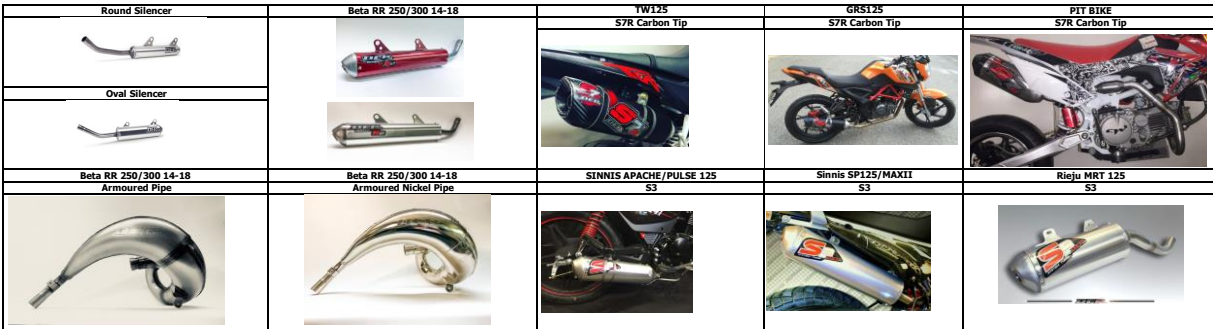 Round Silencer
Beta RR 250/300 14-18
TW125
GRS125
PIT BIKE
S7R Carbon Tip
S7R Carbon Tip
S7R Carbon Tip
Oval Silencer
Beta RR 250/300 14-18
Beta RR 250/300 14-18
SINNIS APACHE/PULSE 125
Sinnis SP125/MAXII
Rieju MRT 125
Armoured Pipe
Armoured Nickel Pipe
S3
S3
S3